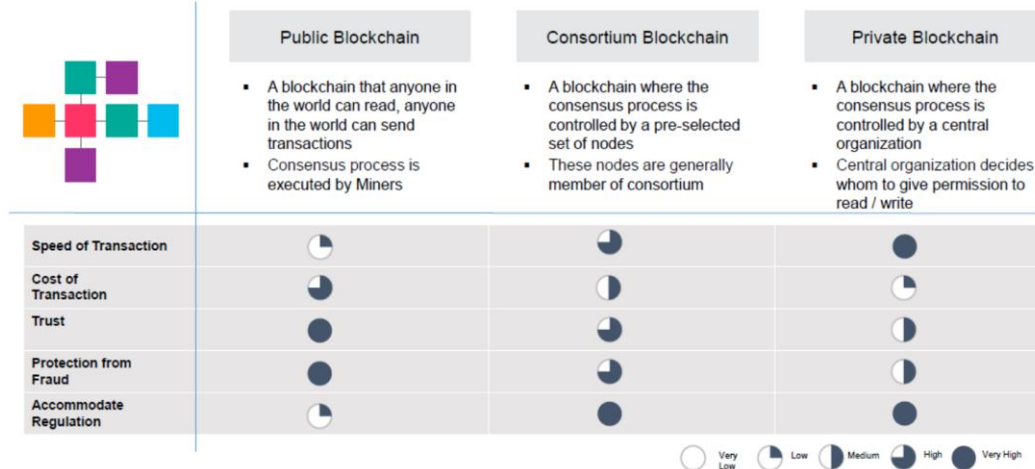 Public Blockchain
Consortium Blockchain
Private Blockchain
▪ A blockchain that anyone in
the world can read, anyone
in the world can send
transactions
▪ Consensus process is
executed by Miners
▪ A blockchain where the
consensus process is
controlled by a pre-selected
set of nodes
▪ These nodes are generally
member of consortium
▪ A blockchain where the
consensus process is
controlled by a central
organization
▪ Central organization decides
whom to give permission to
read / write
Speed of Transaction
Cost of
Transaction
Trust
Protection from
Fraud
Accommodate
Regulation
Very
Low
Low
Medium
High
Very High